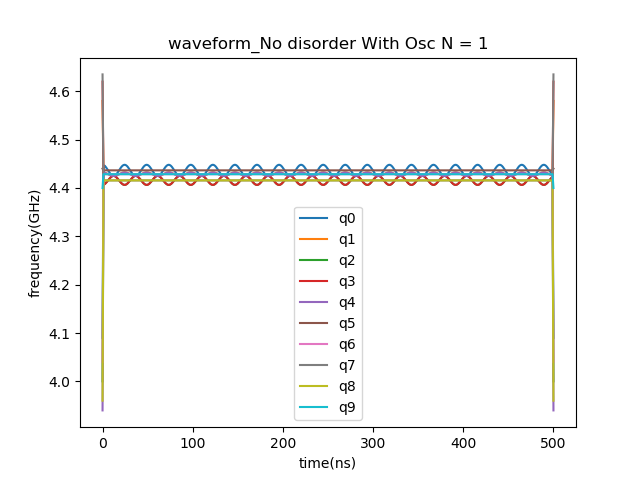 waveform_No disorder With Osc N = 1
frequency(GHz)
4.6
4.5
4.4
4.3
4.2
4.1
4.0
q0
q1
q2
q3
q4
q5
q6
q7
q8
q9
0 100 200 300 400 500
time(ns)